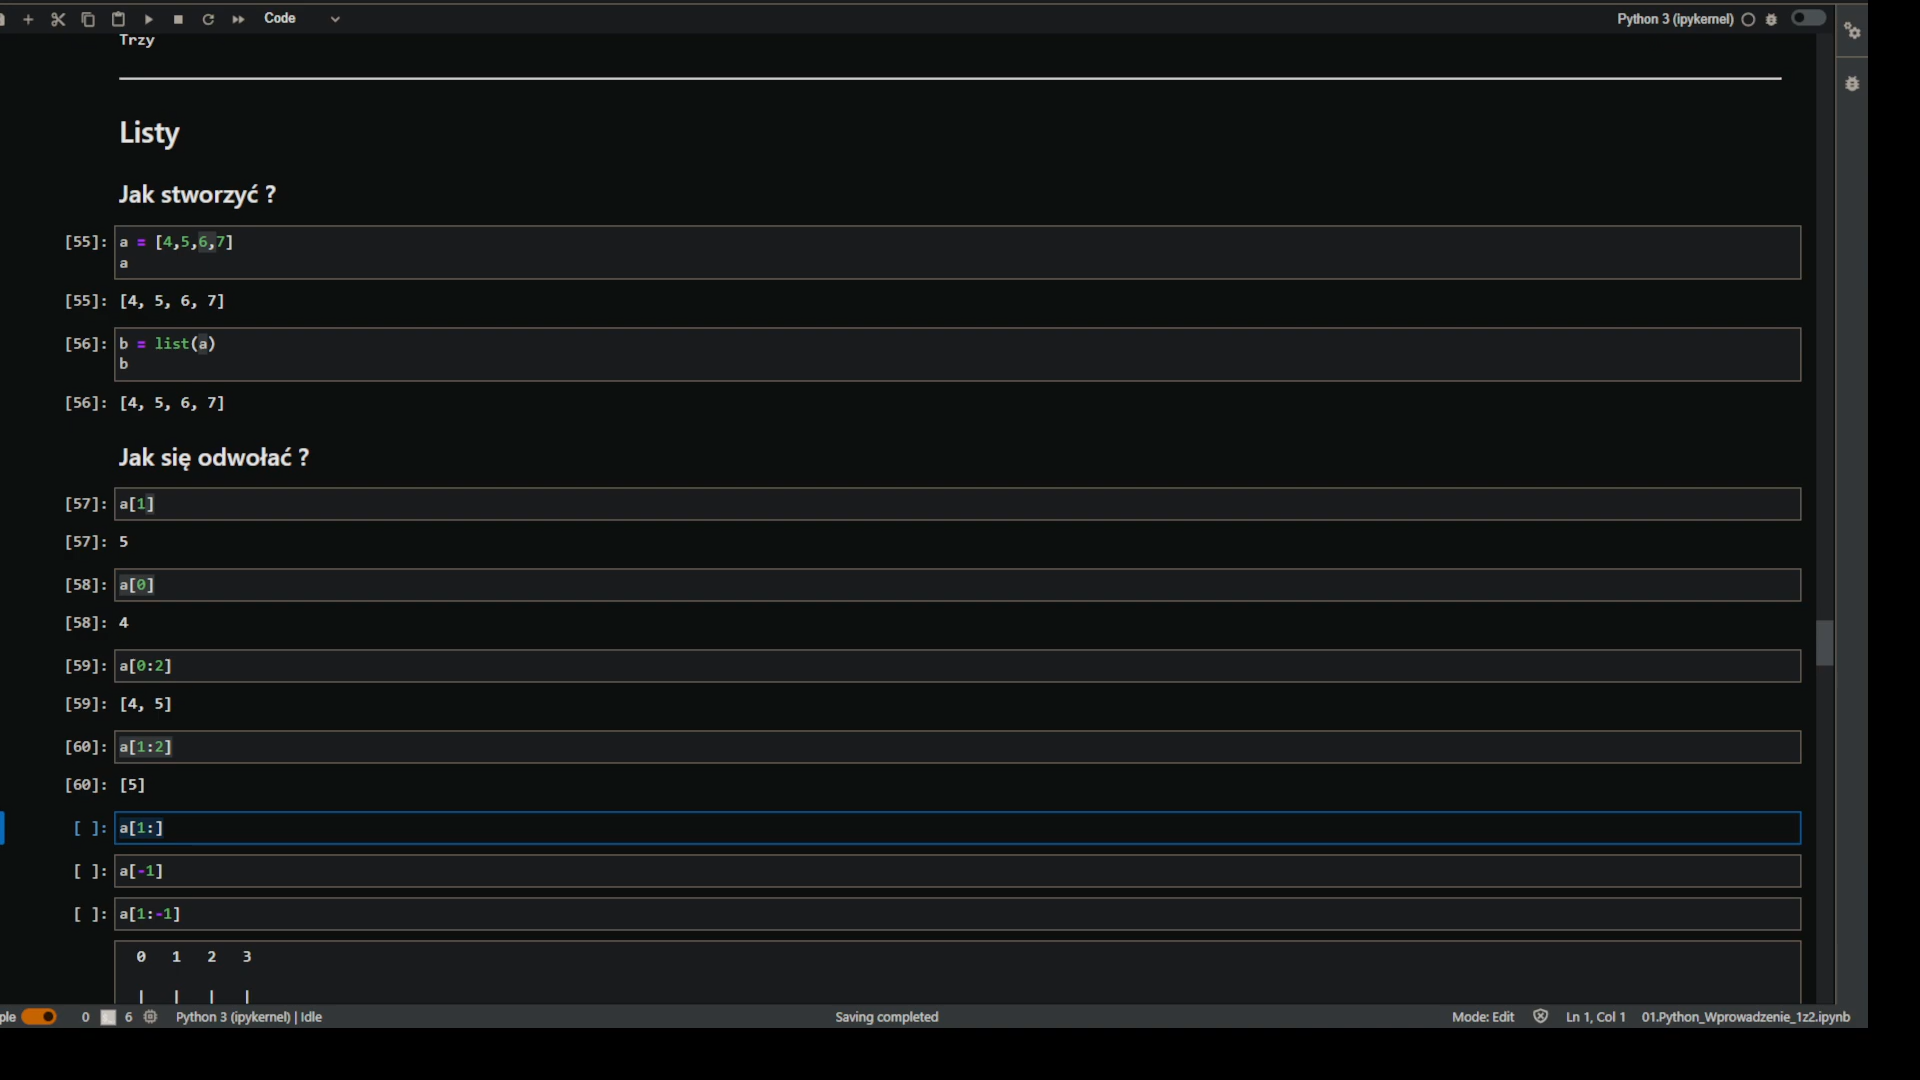 Code
Python 3 (ipykernel)
Trzy
Listy
Jak stworzyć ?
[55]: a = [4,5,6,7]
a
[55]: [4, 5, 6, 7]
[56]: b = list(a)
b
[56]: [4, 5, 6, 7]
Jak się odwołać ?
[57]: a[1]
[57]: 5
[58]: a[0]
[58]: 4
[59]: a[0:2]
[59]: [4, 5]
[60]: a[1:2]
[60]: [5]
[ ]: a[1:]
[ ]: a[-1]
[ ]: a[1:-1]
0 1 2 3
| | | |
ple 0 6 Python 3 (ipykernel) | Idle Saving completed Mode: Edit Ln 1, Col 1 01.Python_Wprowadzenie_1z2.ipynb